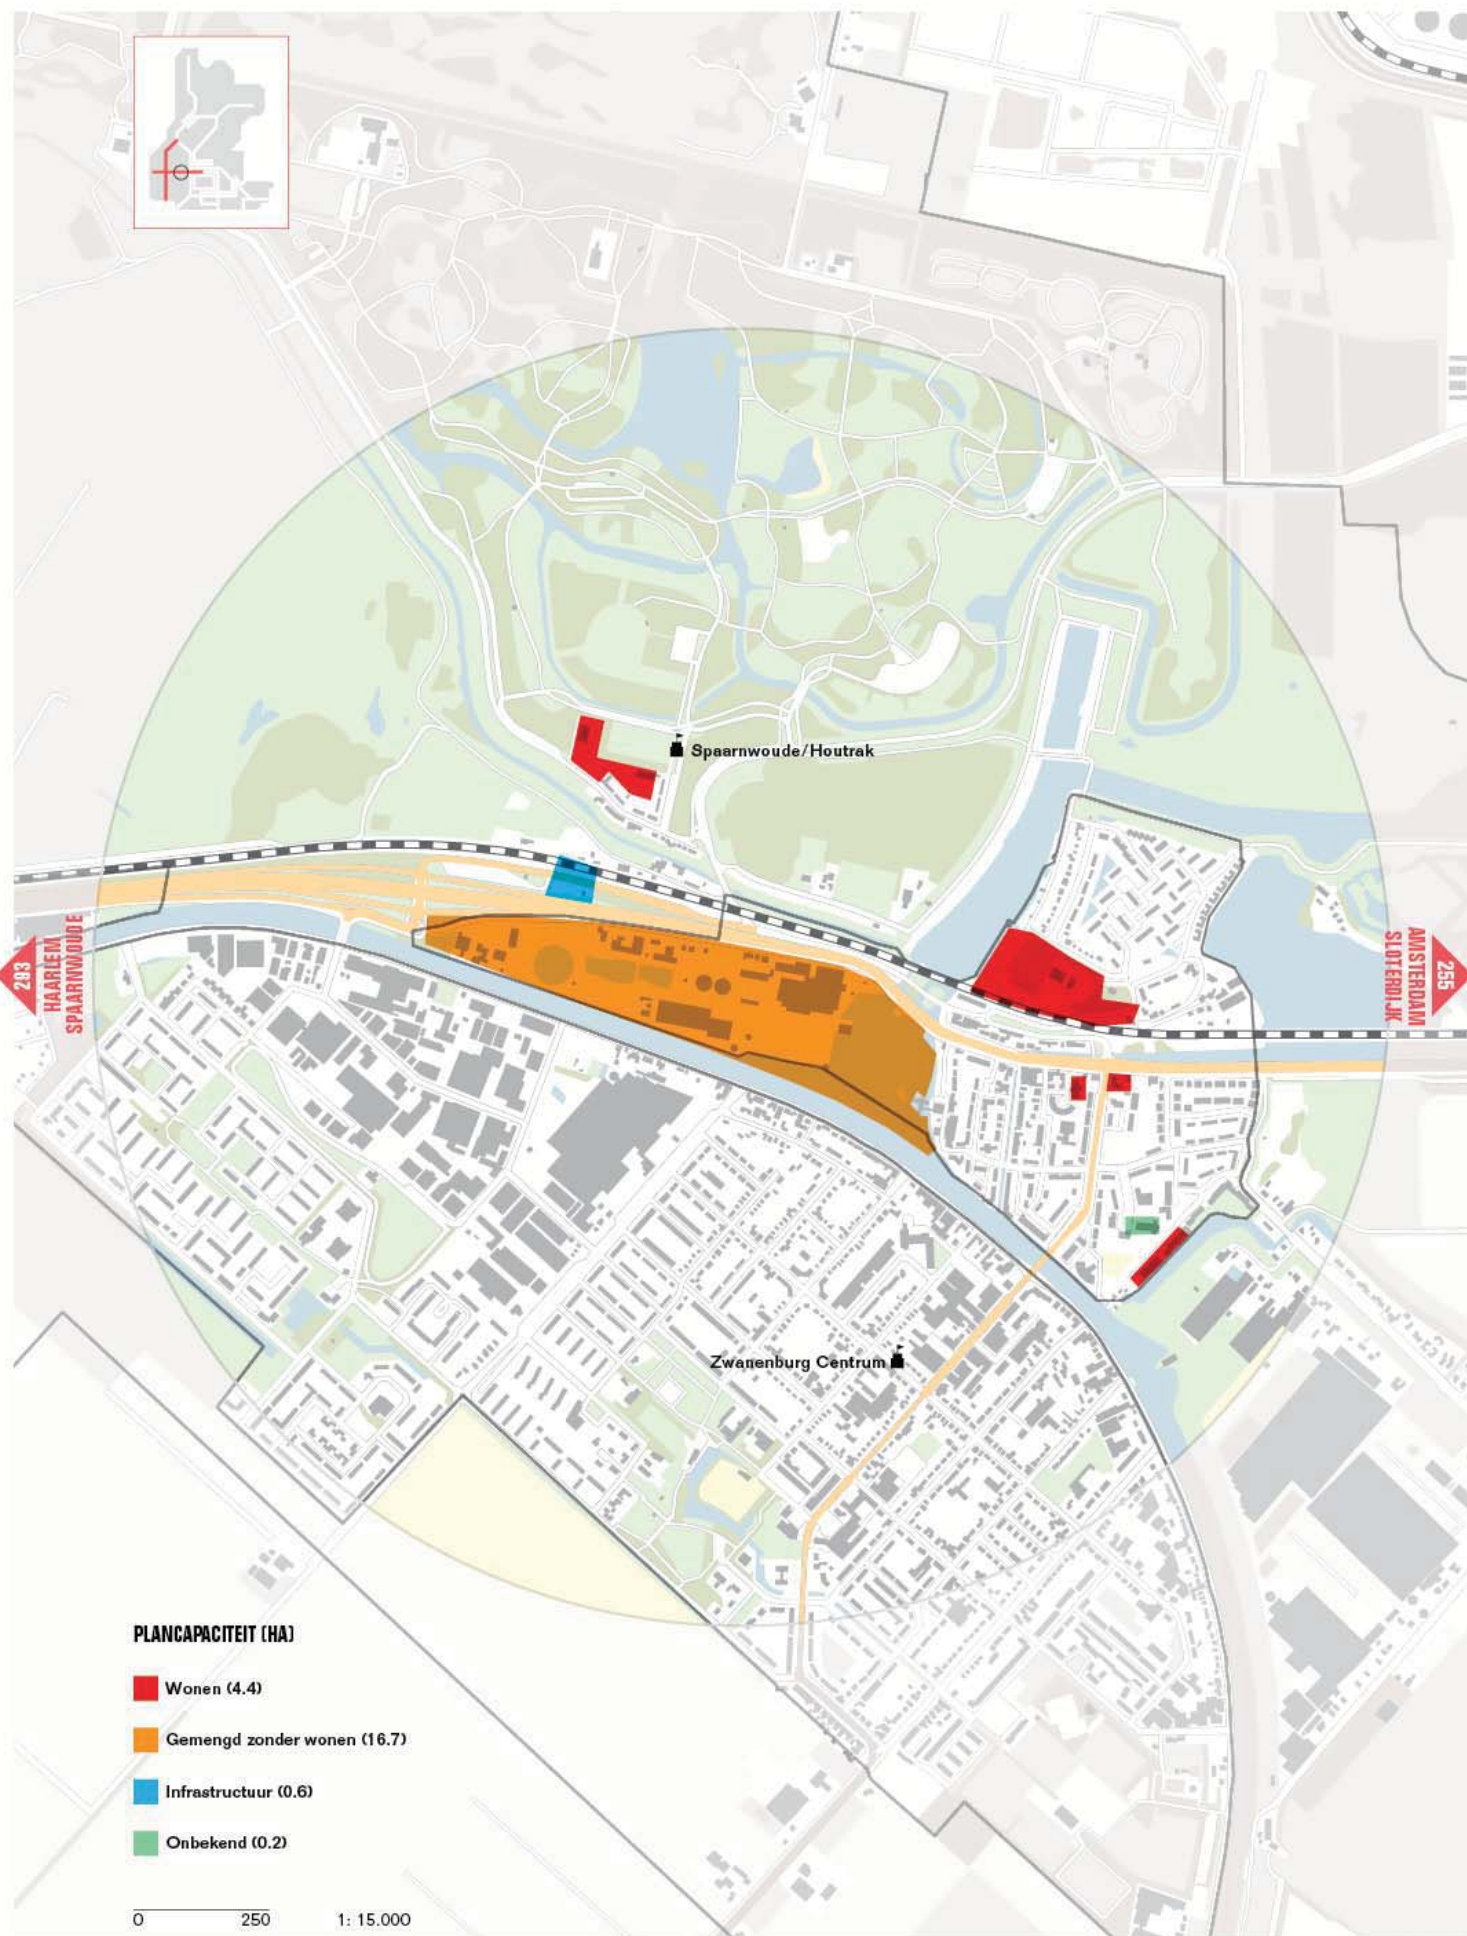 Spaarnwoude/Houtrak
293
HAARLEM
SPAARNWOUDE
255
AMSTERDAM
SLOTERDIJK
Zwanenburg Centrum
PLANCAPACITEIT (HA)
Wonen (4.4)
Gemengd zonder wonen (16.7)
Infrastructuur (0.6)
Onbekend (0.2)
0 250 1: 15.000